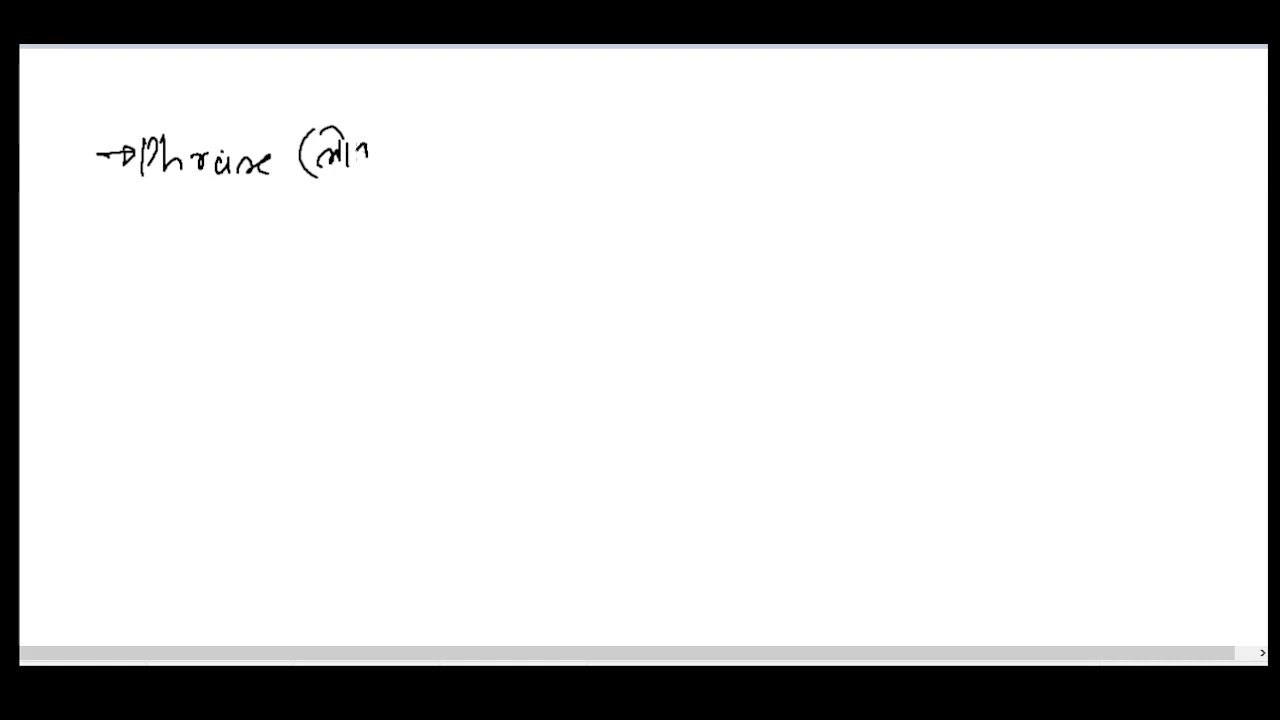 → Phrase (